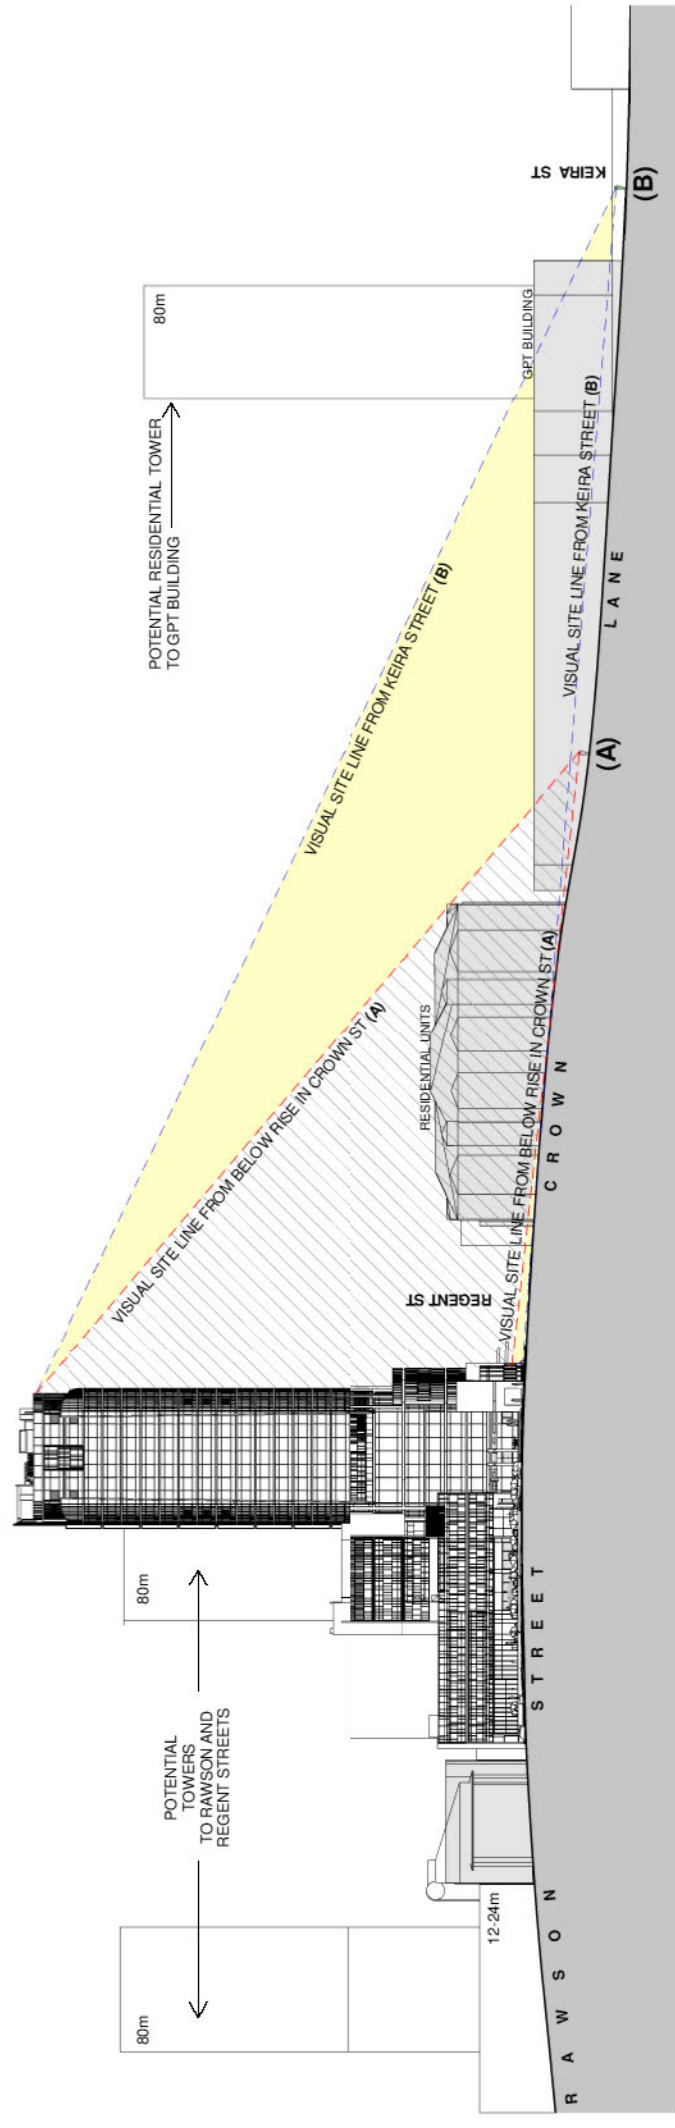 80m
POTENTIAL
TOWERS
TO RAWSON AND
REGENT STREETS
80m
12-24m
POTENTIAL RESIDENTIAL TOWER
TO GPT BUILDING
80m
VISUAL SITE LINE FROM KEIRA STREET (B)
VISUAL SITE LINE FROM BELOW RISE IN CROWN ST (A)
REGENT ST
RESIDENTIAL UNITS
GPT BUILDING
KEIRA ST
VISUAL SITE LINE FROM BELOW RISE IN CROWN ST (A)
VISUAL SITE LINE FROM KEIRA STREET (B)
(A)
(B)
RAWSON
STREET
CROWN
LANE